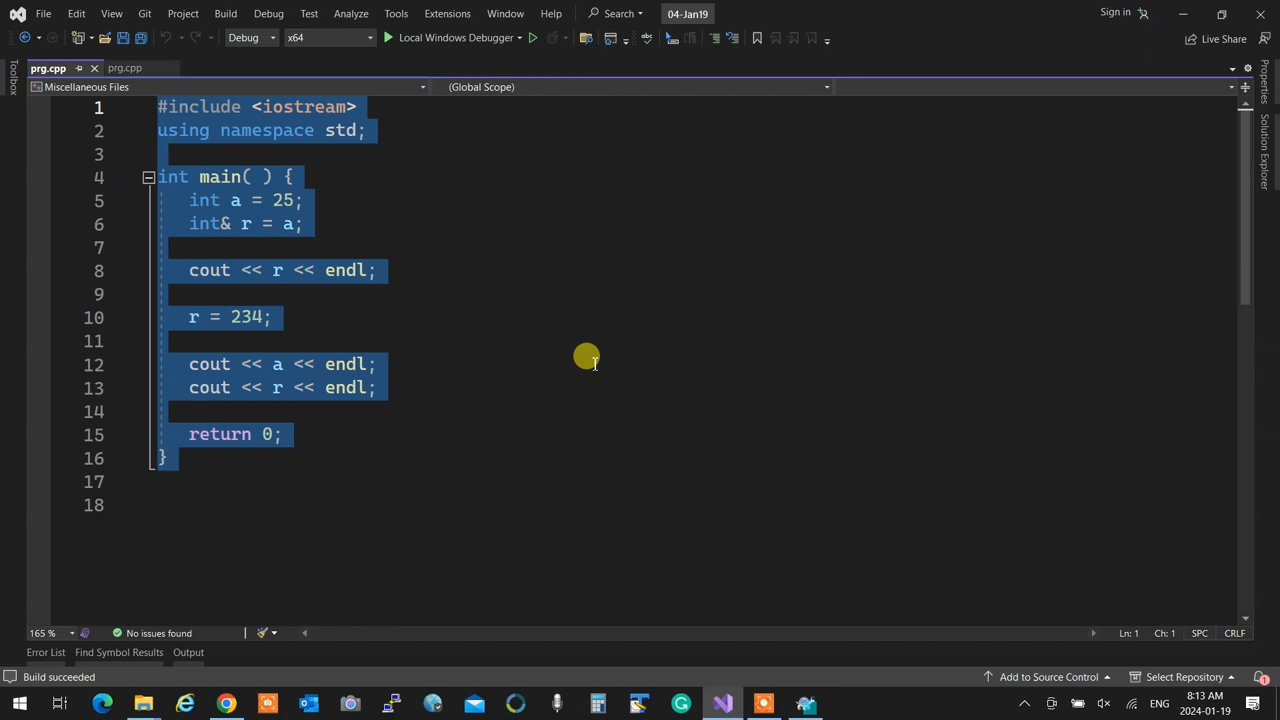 File Edit View Git Project Build Debug Test Analyze Tools Extensions Window Help Search 04-Jan19 Sign in
Debug x64 Local Windows Debugger Live Share
prg.cpp prg.cpp
Toolbox
Miscellaneous Files (Global Scope)
Properties
Solution Explorer
1 #include <iostream>
2 using namespace std;
3
4 int main( ) {
5 int a = 25;
6 int& r = a;
7
8 cout << r << endl;
9
10 r = 234;
11
12 cout << a << endl;
13 cout << r << endl;
14
15 return 0;
16 }
17
18
165 % No issues found Ln: 1 Ch: 1 SPC CRLF
Error List Find Symbol Results Output
Build succeeded Add to Source Control Select Repository 1
ENG 8:13 AM
2024-01-19